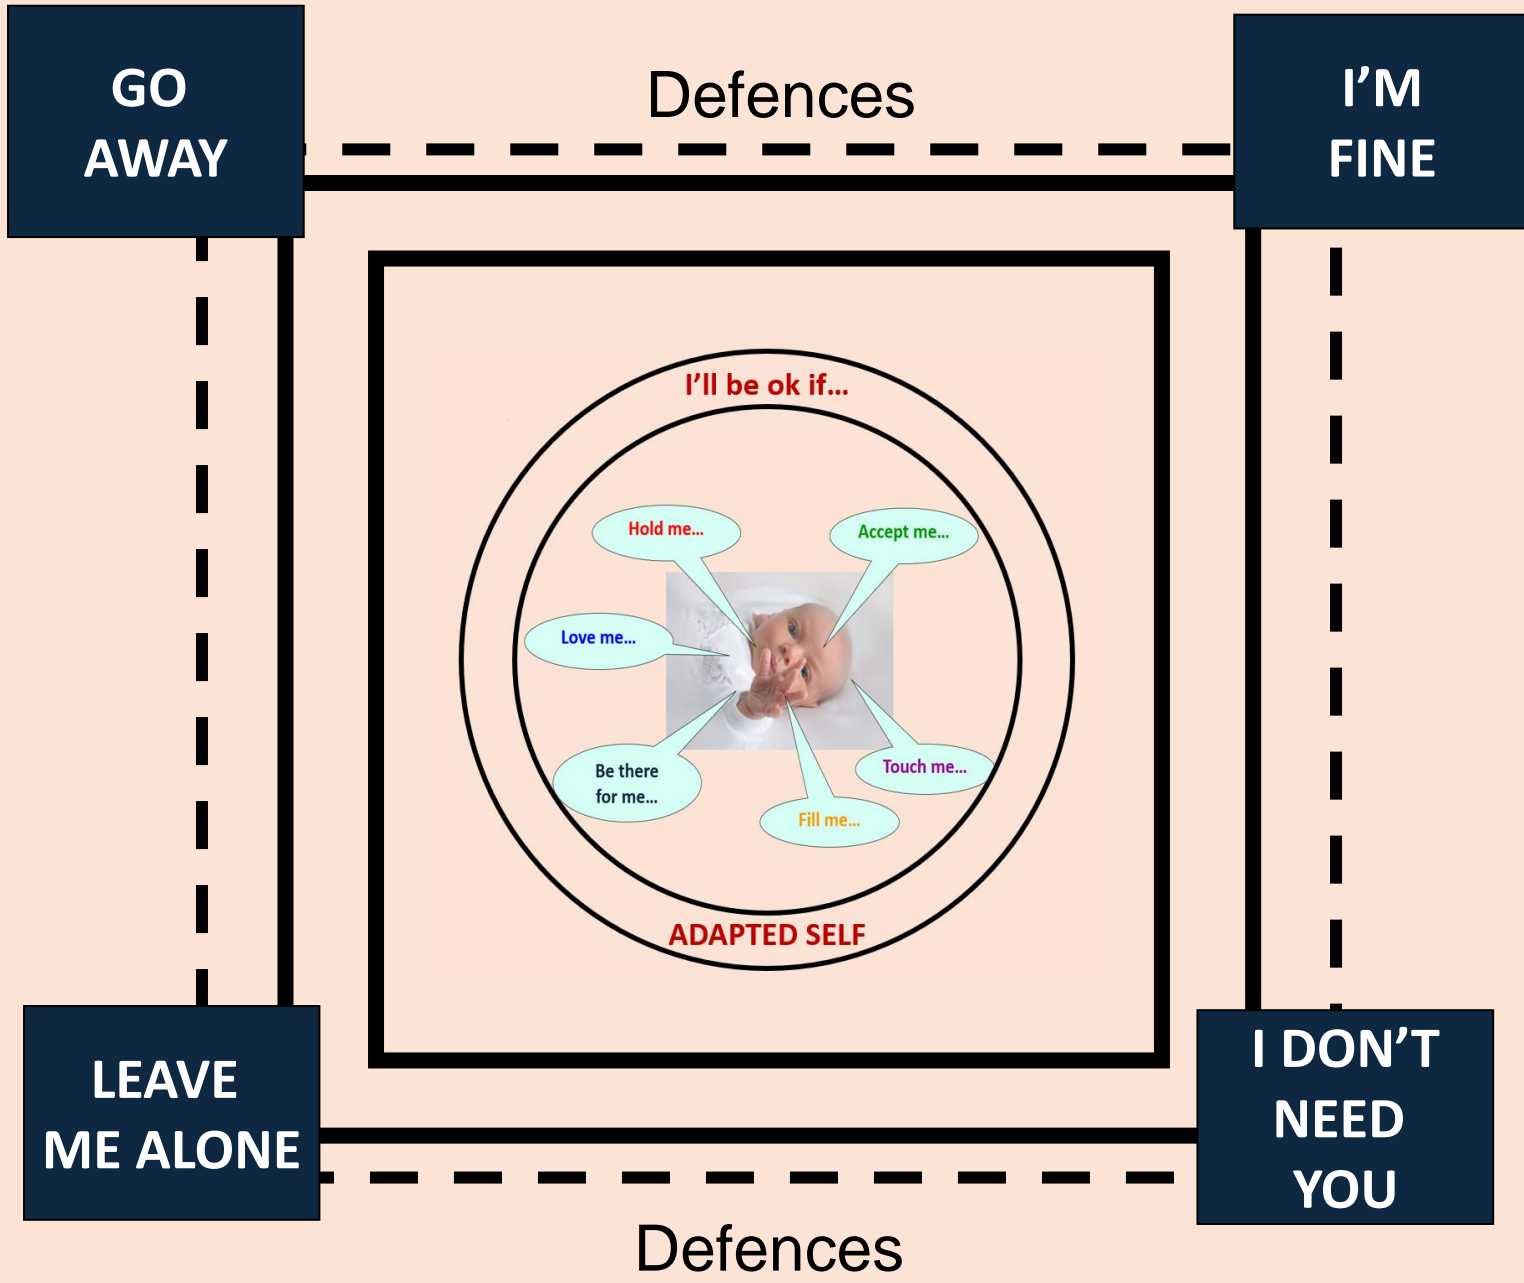 GO
AWAY
Defences
I’M
FINE
I’ll be ok if...
Hold me...
Accept me...
Love me...
Be there
for me...
Touch me...
Fill me...
ADAPTED SELF
LEAVE
ME ALONE
I DON’T
NEED
YOU
Defences